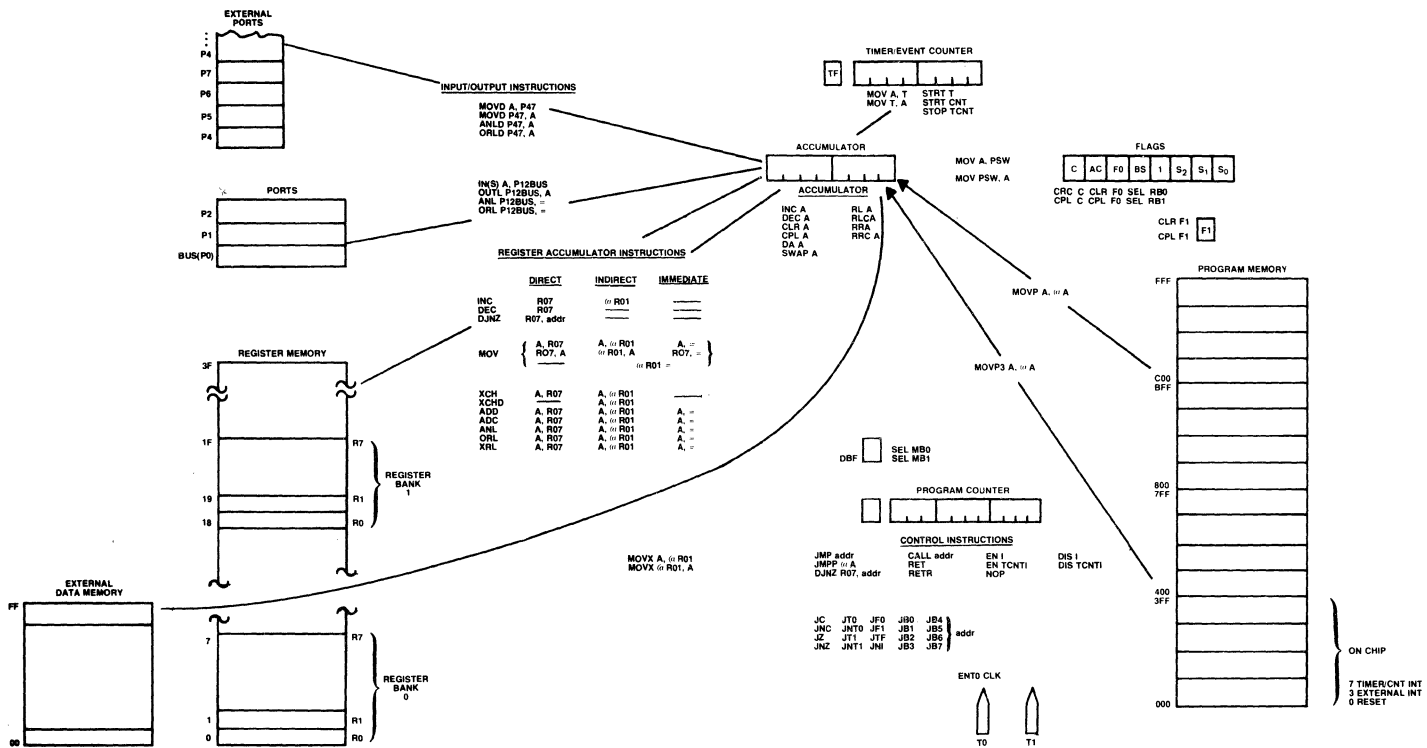 EXTERNAL
PORTS
P4
P7
P6
P5
P4
INPUT/OUTPUT INSTRUCTIONS
MOVD A, P47
MOVD P47, A
ANLD P47, A
ORLD P47, A
PORTS
P2
P1
BUS(P0)
IN(S) A, P12BUS
OUTL P12BUS, A
ANL P12BUS, =
ORL P12BUS, =
TIMER/EVENT COUNTER
TF
MOV A, T STRT T
MOV T, A STRT CNT
STOP TCNT
ACCUMULATOR
ACCUMULATOR
INC A RL A
DEC A RLCA
CLR A RRA
CPL A RRC A
DA A
SWAP A
MOV A, PSW
MOV PSW, A
FLAGS
C AC F0 BS 1 S2 S1 S0
CRC C CLR F0 SEL RB0
CPL C CPL F0 SEL RB1
CLR F1
CPL F1
F1
REGISTER ACCUMULATOR INSTRUCTIONS
DIRECT INDIRECT IMMEDIATE
INC R07 @ R01 ——
DEC R07 —— ——
DJNZ R07, addr —— ——
MOV { A, R07 A, @ R01 A, = }
RO7, A @ R01, A RO7, =
—— @ R01 =
XCH A, R07 A, @ R01 ——
XCHD —— A, @ R01
ADD A, R07 A, @ R01 A, =
ADC A, R07 A, @ R01 A, =
ANL A, R07 A, @ R01 A, =
ORL A, R07 A, @ R01 A, =
XRL A, R07 A, @ R01 A, =
REGISTER MEMORY
3F
1F R7
19 R1
18 R0
REGISTER
BANK
1
7 R7
1 R1
0 R0
REGISTER
BANK
0
EXTERNAL
DATA MEMORY
FF
00
MOVX A, @ R01
MOVX @ R01, A
MOVP A, @ A
MOVP3 A, @ A
DBF
SEL MB0
SEL MB1
PROGRAM COUNTER
CONTROL INSTRUCTIONS
JMP addr CALL addr EN I DIS I
JMPP @ A RET EN TCNTI DIS TCNTI
DJNZ R07, addr RETR NOP
JC JT0 JF0 JB0 JB4
JNC JNT0 JF1 JB1 JB5
JZ JT1 JTF JB2 JB6
JNZ JNT1 JNI JB3 JB7
addr
ENT0 CLK
T0 T1
PROGRAM MEMORY
FFF
C00
BFF
800
7FF
400
3FF
000
ON CHIP
7 TIMER/CNT INT
3 EXTERNAL INT
0 RESET